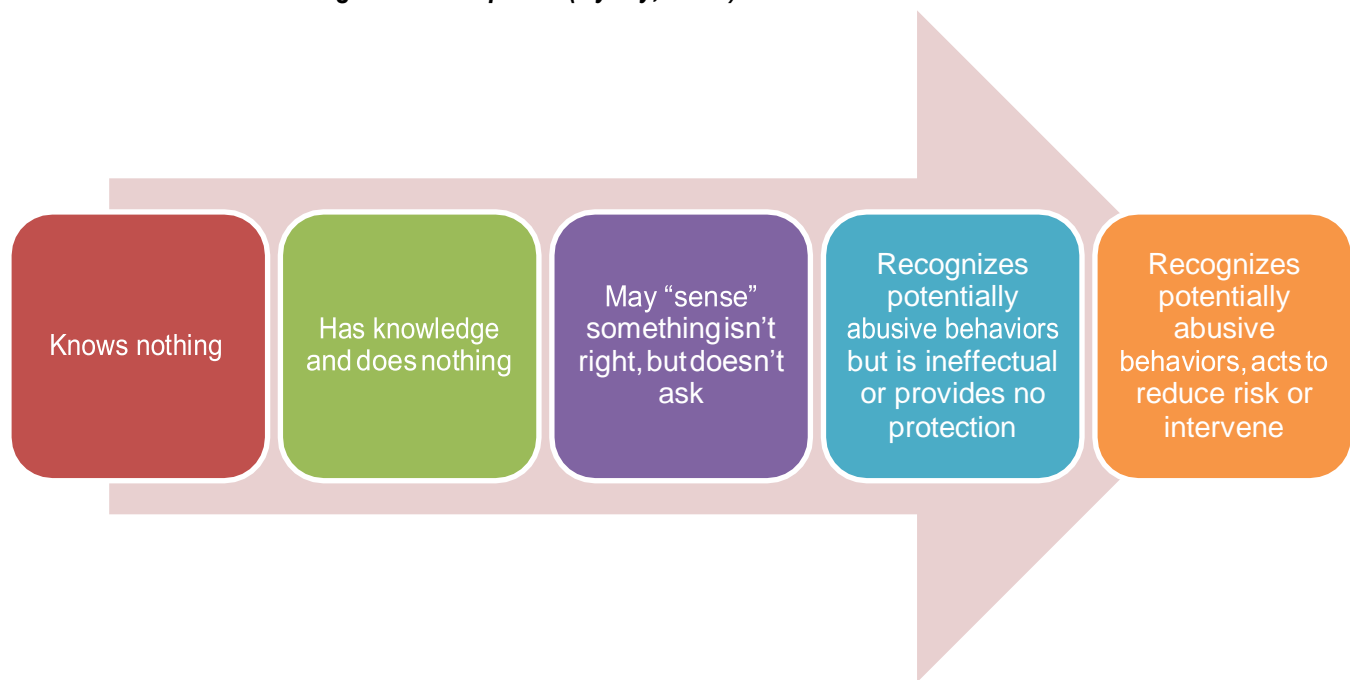 Knows nothing
Has knowledge
and does nothing
May “sense”
something isn’t
right, but doesn’t
ask
Recognizes
potentially
abusive behaviors
but is ineffectual
or provides no
protection
Recognizes
potentially
abusive
behaviors, acts to
reduce risk or
intervene